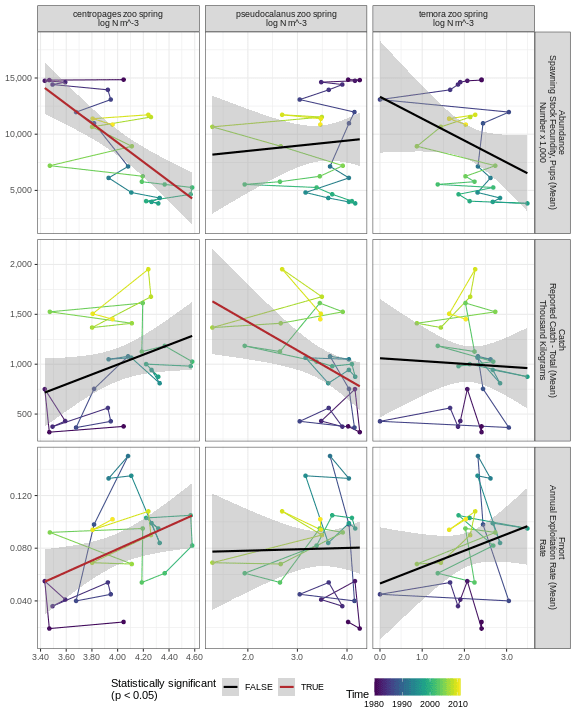 centropages zoo spring
log N m^-3
pseudocalanus zoo spring
log N m^-3
temora zoo spring
log N m^-3
15,000
10,000
5,000
Abundance
Spawning Stock Fecundity, Pups (Mean)
Number x 1,000
2,000
1,500
1,000
500
Catch
Reported Catch - Total (Mean)
Thousand Kilograms
0.120
0.080
0.040
Fmort
Annual Exploitation Rate (Mean)
Rate
3.40 3.60 3.80 4.00 4.20 4.40 4.60
2.0 3.0 4.0
0.0 1.0 2.0 3.0
Statistically significant
(p < 0.05)
FALSE
TRUE
Time
1980 1990 2000 2010